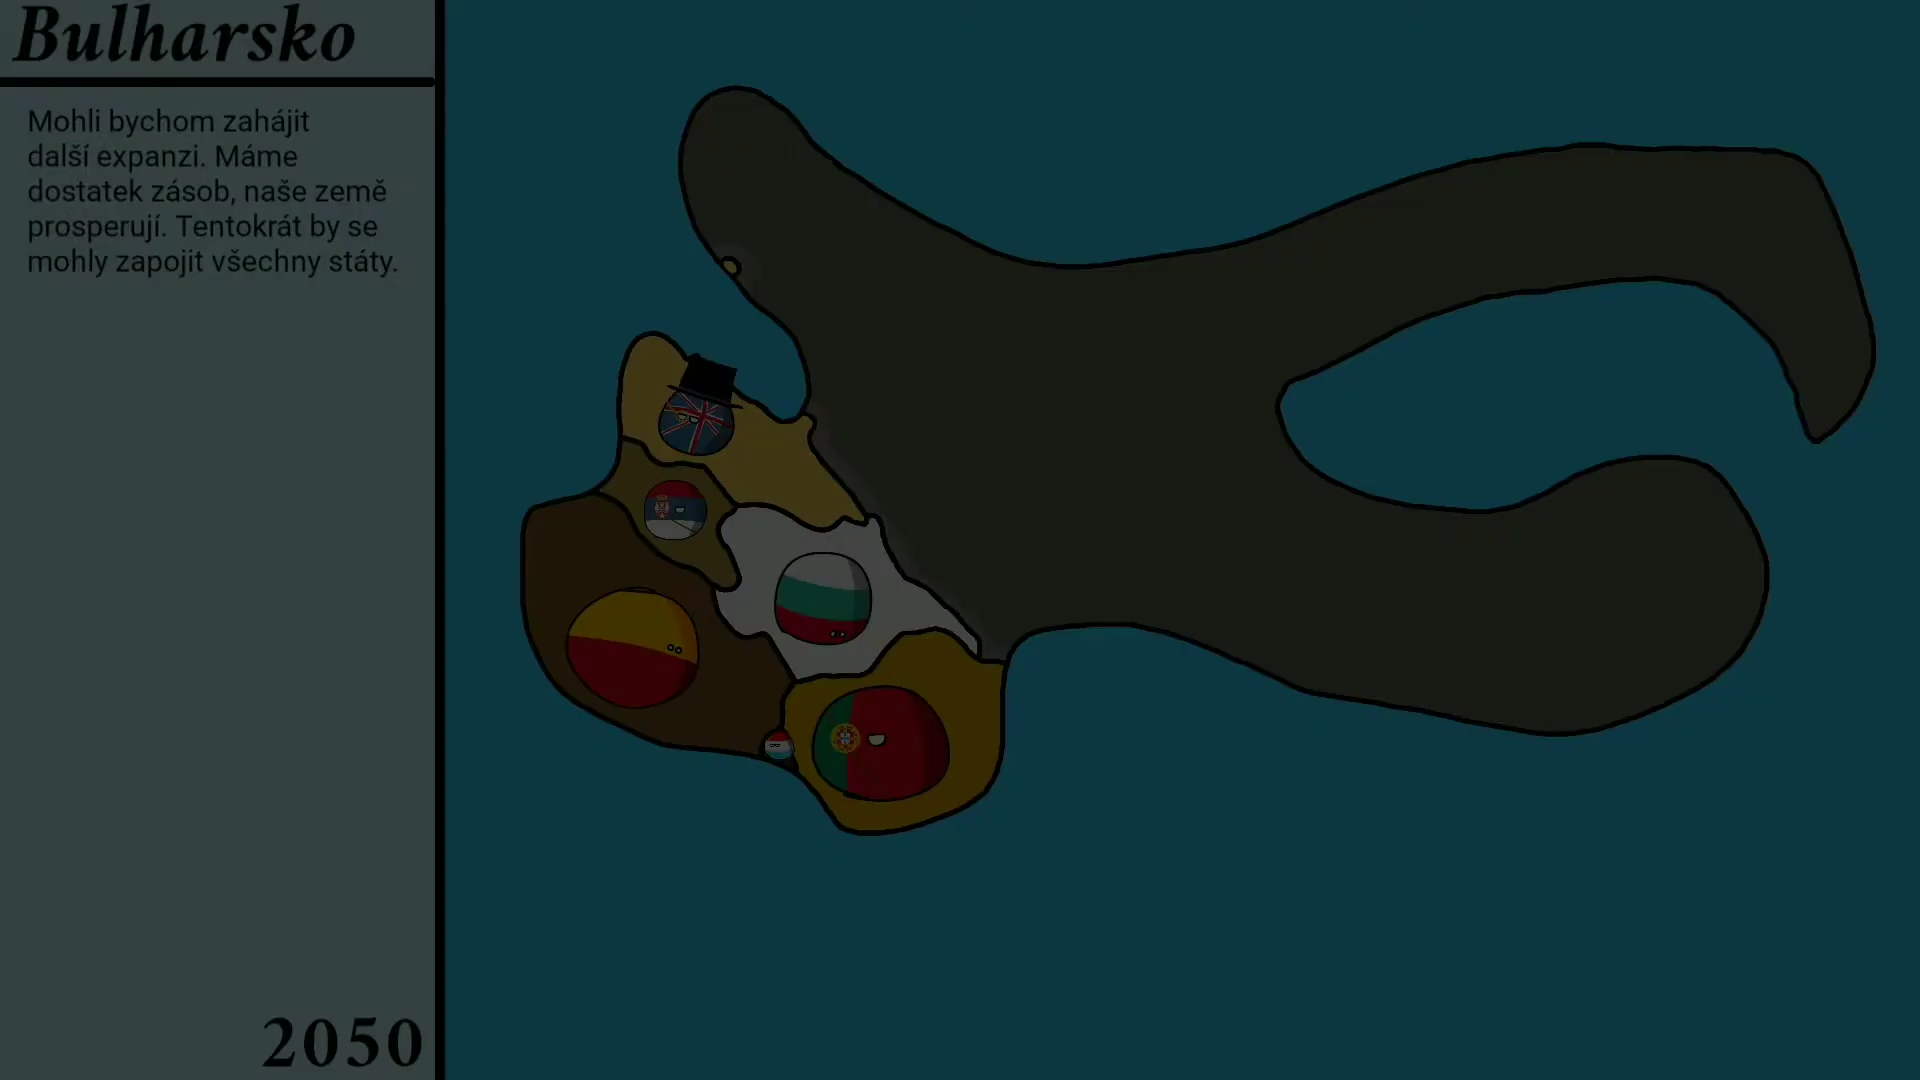 Bulharsko
Mohli bychom zahájit
další expanzi. Máme
dostatek zásob, naše země
prosperují. Tentokrát by se
mohly zapojit všechny státy.
2050